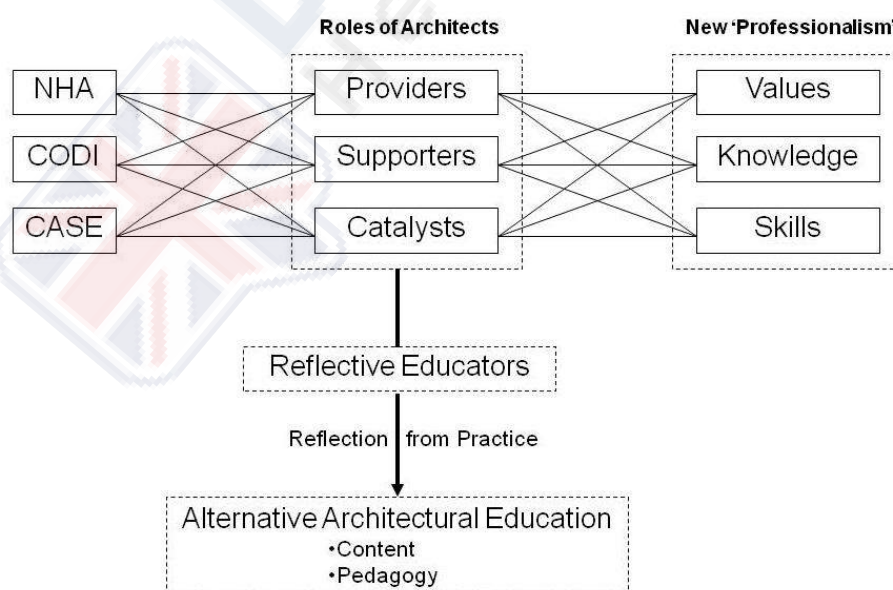 Roles of Architects
New ‘Professionalism’
NHA
Providers
Values
CODI
Supporters
Knowledge
CASE
Catalysts
Skills
Reflective Educators
Reflection from Practice
Alternative Architectural Education
•Content
•Pedagogy